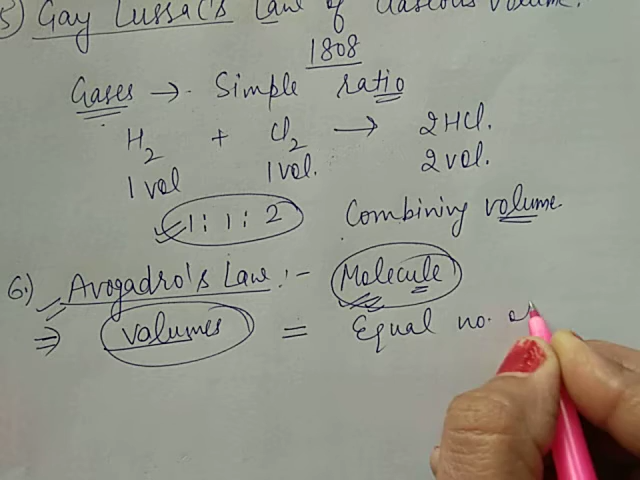 5) Gay Lussac's Law of Gaseous Volume.
1808
Gases → Simple ratio
H₂ + Cl₂ → 2HCl.
1 vol 1 vol. 2 vol.
1 : 1 : 2 Combining volume
6.) Avogadro's Law :- Molecule
⇒ Volumes = Equal no. o